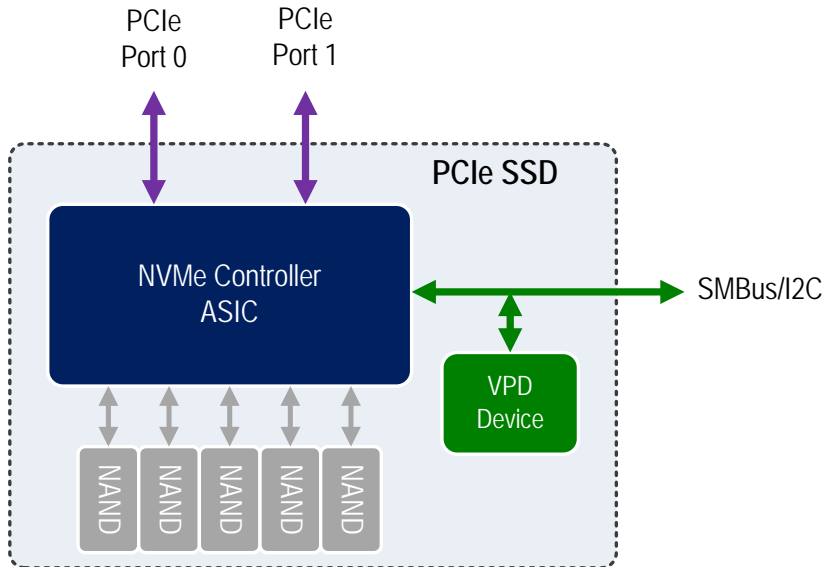 PCIe
Port 0
PCIe
Port 1
PCIe SSD
NVMe Controller
ASIC
SMBus/I2C
VPD
Device
NAND
NAND
NAND
NAND
NAND